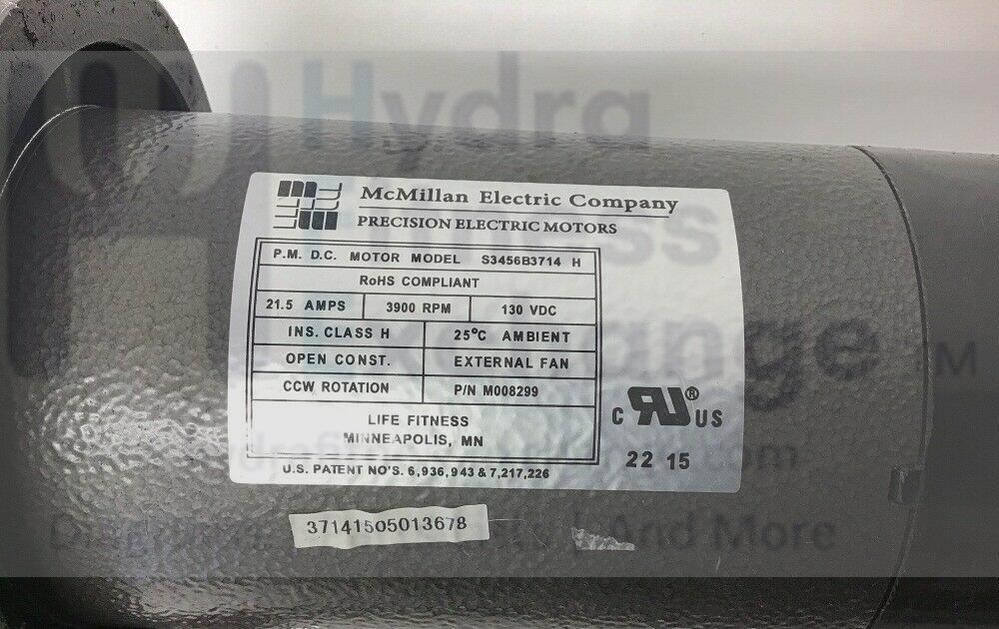 Hydra
McMillan Electric Company
PRECISION ELECTRIC MOTORS
P.M. D.C. MOTOR MODEL S3456B3714 H
RoHS COMPLIANT
21.5 AMPS 3900 RPM 130 VDC
INS. CLASS H 25°C AMBIENT
OPEN CONST. EXTERNAL FAN
CCW ROTATION P/N M008299
LIFE FITNESS
MINNEAPOLIS, MN
C RU® US
22 15
U.S. PATENT NO'S. 6,936,943 & 7,217,226
37141505013678
And More